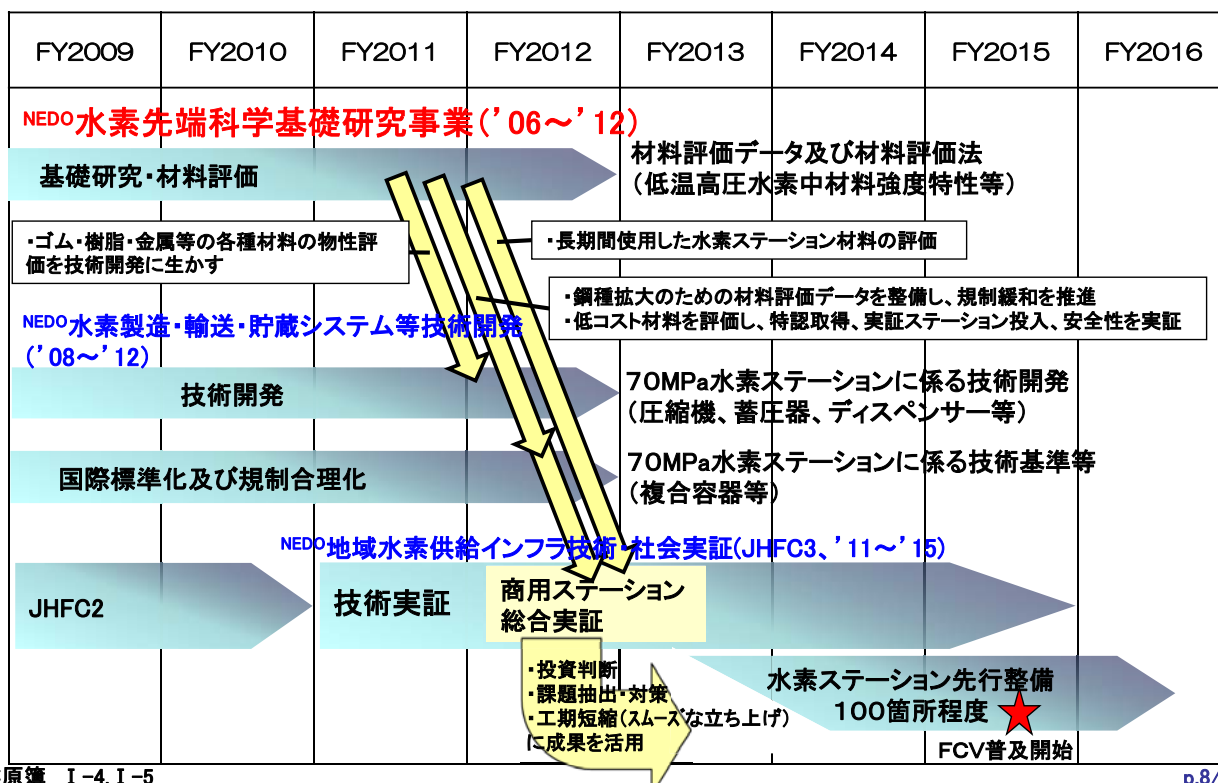 FY2009 FY2010 FY2011 FY2012 FY2013 FY2014 FY2015 FY2016
NEDO水素先端科学基礎研究事業(’06～’12)
基礎研究・材料評価
材料評価データ及び材料評価法
(低温高圧水素中材料強度特性等)
・ゴム・樹脂・金属等の各種材料の物性評
価を技術開発に生かす
・長期間使用した水素ステーション材料の評価
・鋼種拡大のための材料評価データを整備し、規制緩和を推進
・低コスト材料を評価し、特認取得、実証ステーション投入、安全性を実証
NEDO水素製造・輸送・貯蔵システム等技術開発
(’08～’12)
技術開発
70MPa水素ステーションに係る技術開発
(圧縮機、蓄圧器、ディスペンサー等)
国際標準化及び規制合理化
70MPa水素ステーションに係る技術基準等
(複合容器等)
NEDO地域水素供給インフラ技術・社会実証(JHFC3、’11～’15)
JHFC2
技術実証
商用ステーション
総合実証
・投資判断
・課題抽出・対策
・工期短縮(スムーズな立ち上げ)
に成果を活用
水素ステーション先行整備
100箇所程度
FCV普及開始
原簿 Ⅰ-4,Ⅰ-5
p.8/